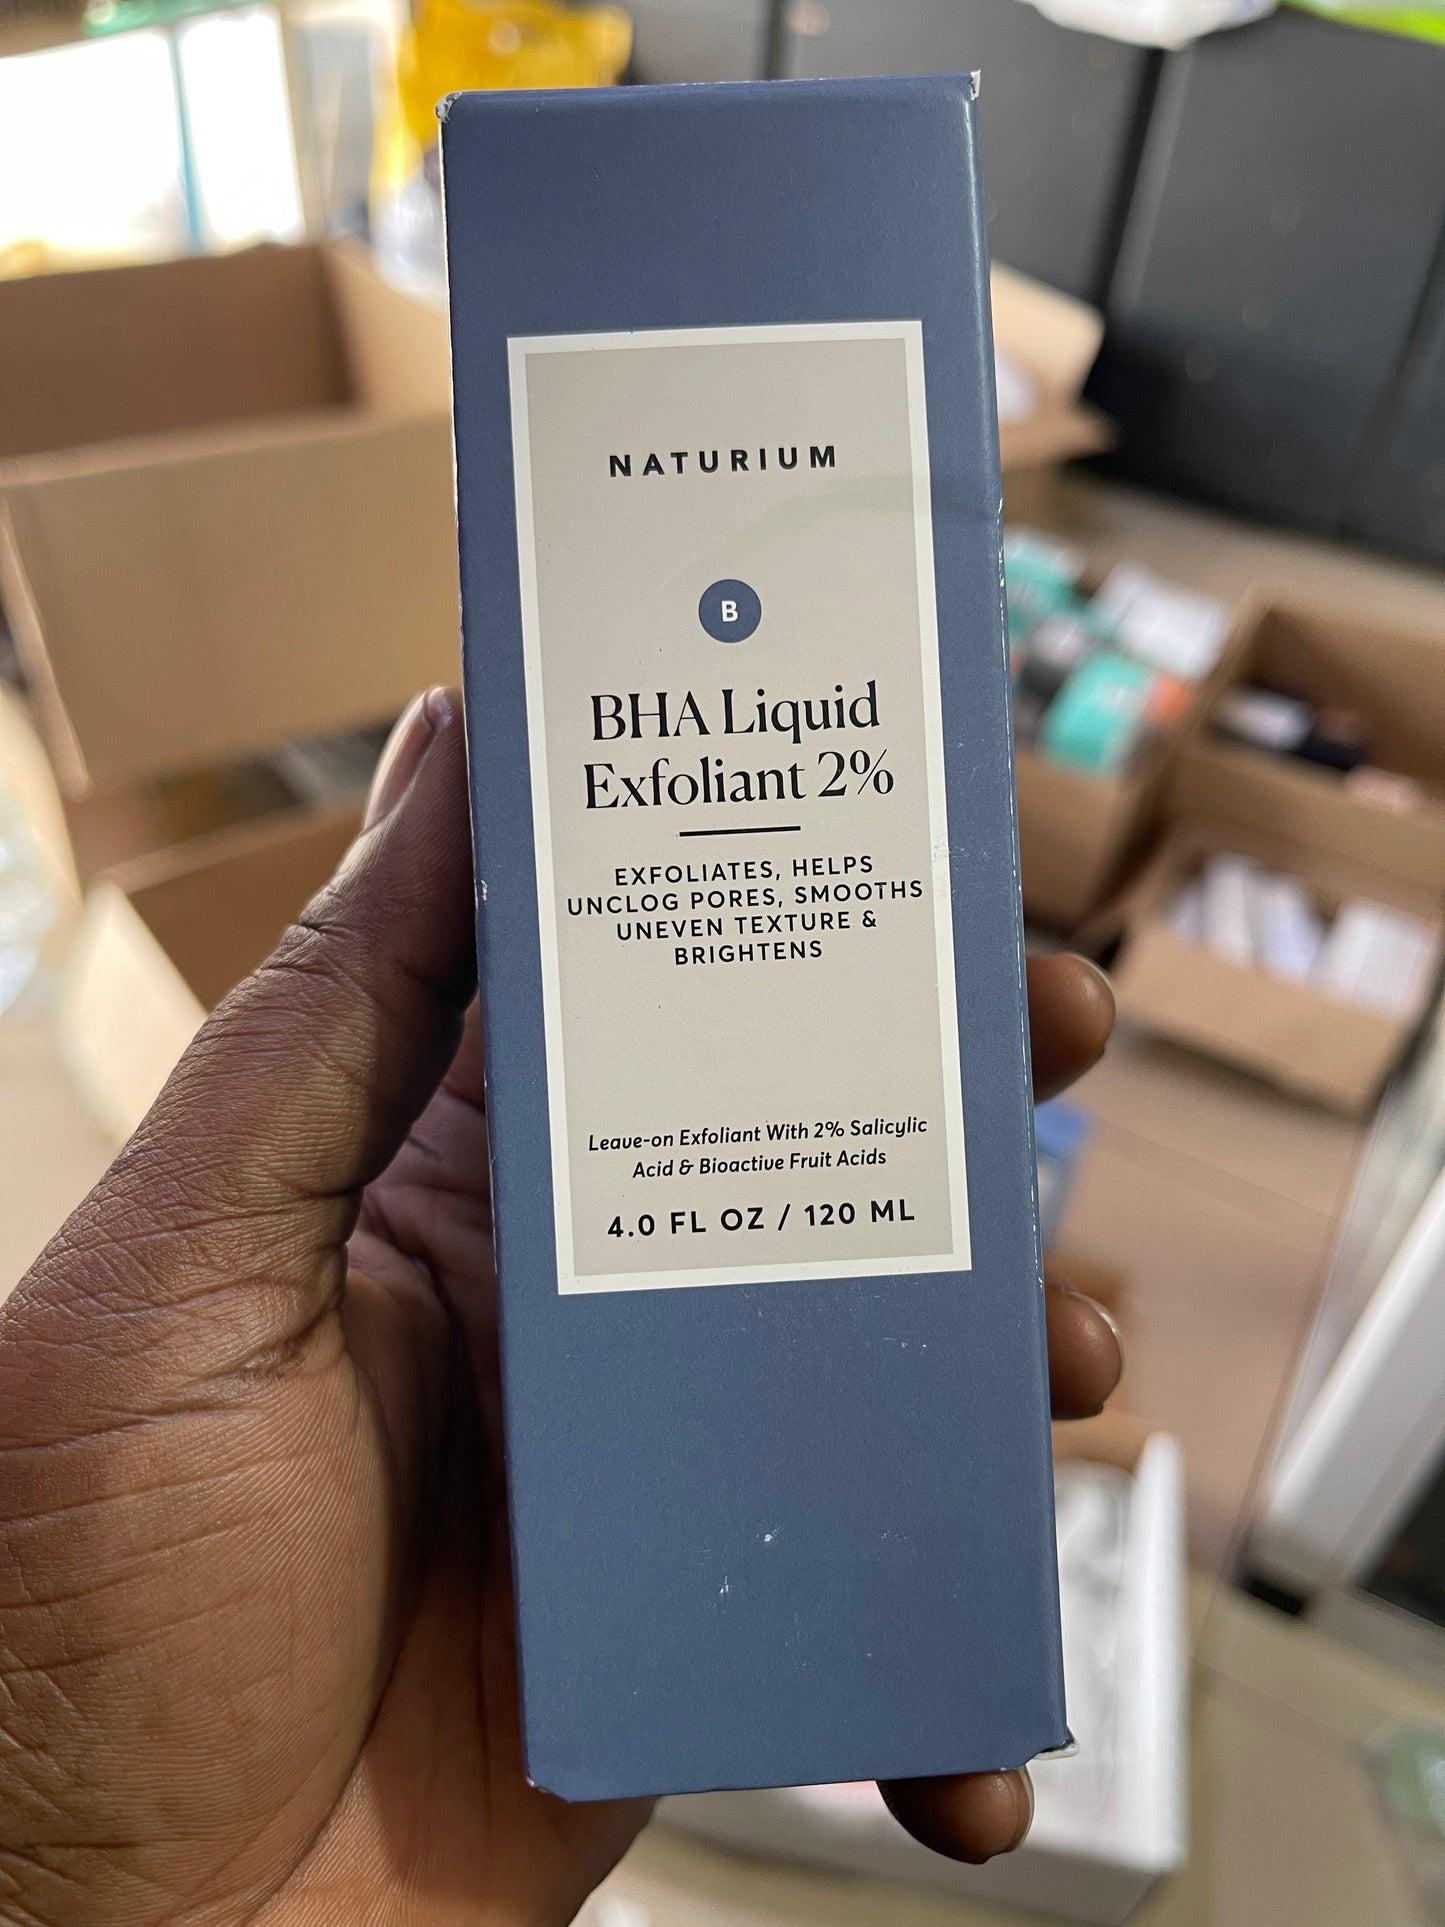 NATURIUM
B
BHA Liquid
Exfoliant 2%
EXFOLIATES, HELPS
UNCLOG PORES, SMOOTHS
UNEVEN TEXTURE &
BRIGHTENS
Leave-on Exfoliant With 2% Salicylic
Acid & Bioactive Fruit Acids
4.0 FL OZ / 120 ML